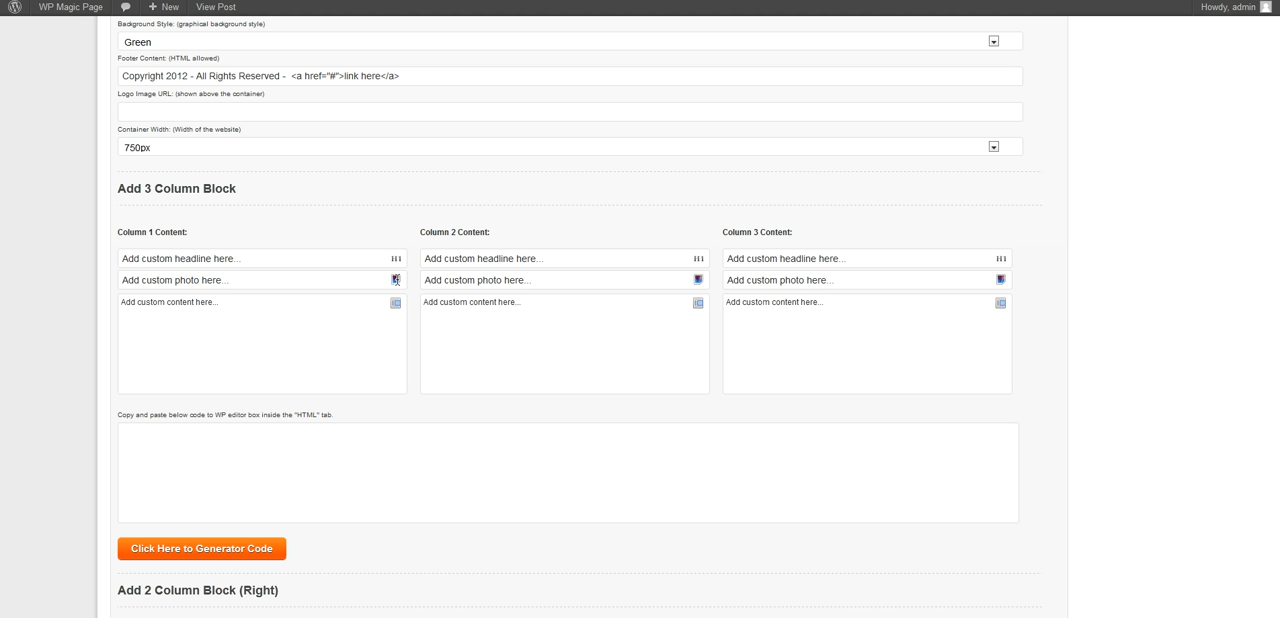 WP Magic Page New View Post Howdy, admin
Background Style: (graphical background style)
Green
Footer Content: (HTML allowed)
Copyright 2012 - All Rights Reserved - <a href="#">link here</a>
Logo Image URL: (shown above the container)
Container Width: (Width of the website)
750px
Add 3 Column Block
Column 1 Content: Column 2 Content: Column 3 Content:
Add custom headline here... H1 Add custom headline here... H1 Add custom headline here... H1
Add custom photo here... Add custom photo here... Add custom photo here...
Add custom content here... Add custom content here... Add custom content here...
Copy and paste below code to WP editor box inside the "HTML" tab.
Click Here to Generator Code
Add 2 Column Block (Right)